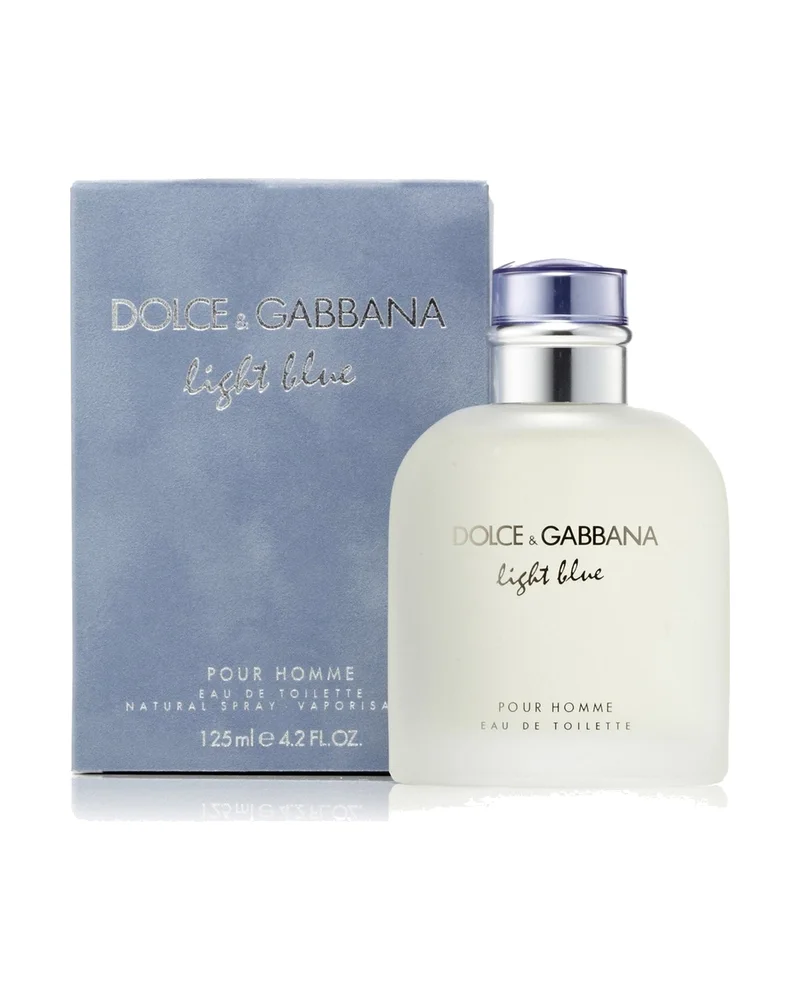 DOLCE & GABBANA
light blue
POUR HOMME
EAU DE TOILETTE
NATURAL SPRAY - 
125ml e 4.2 FL.OZ.
DOLCE & GABBANA
light blue
POUR HOMME
EAU DE TOILETTE